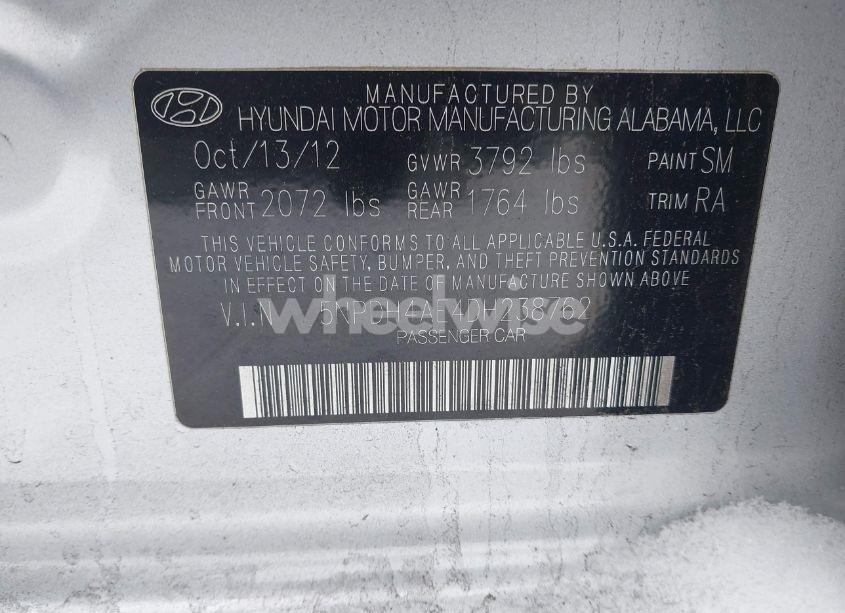 MANUFACTURED BY
HYUNDAI MOTOR MANUFACTURING ALABAMA, LLC
Oct/13/12 GVWR 3792 lbs PAINT SM
GAWR FRONT 2072 lbs GAWR REAR 1764 lbs TRIM RA
THIS VEHICLE CONFORMS TO ALL APPLICABLE U.S.A. FEDERAL
MOTOR VEHICLE SAFETY, BUMPER, AND THEFT PREVENTION STANDARDS
IN EFFECT ON THE DATE OF MANUFACTURE SHOWN ABOVE
V.I.N
wheelwise
PASSENGER CAR